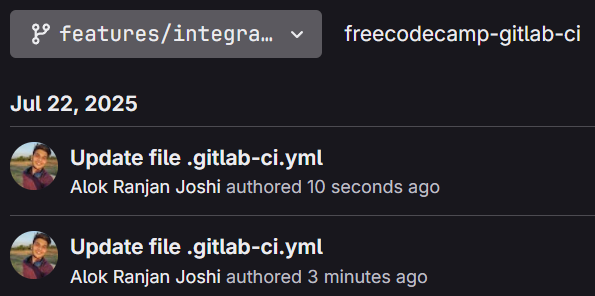 features/integra… freecodecamp-gitlab-ci
Jul 22, 2025
Update file .gitlab-ci.yml
Alok Ranjan Joshi authored 10 seconds ago
Update file .gitlab-ci.yml
Alok Ranjan Joshi authored 3 minutes ago